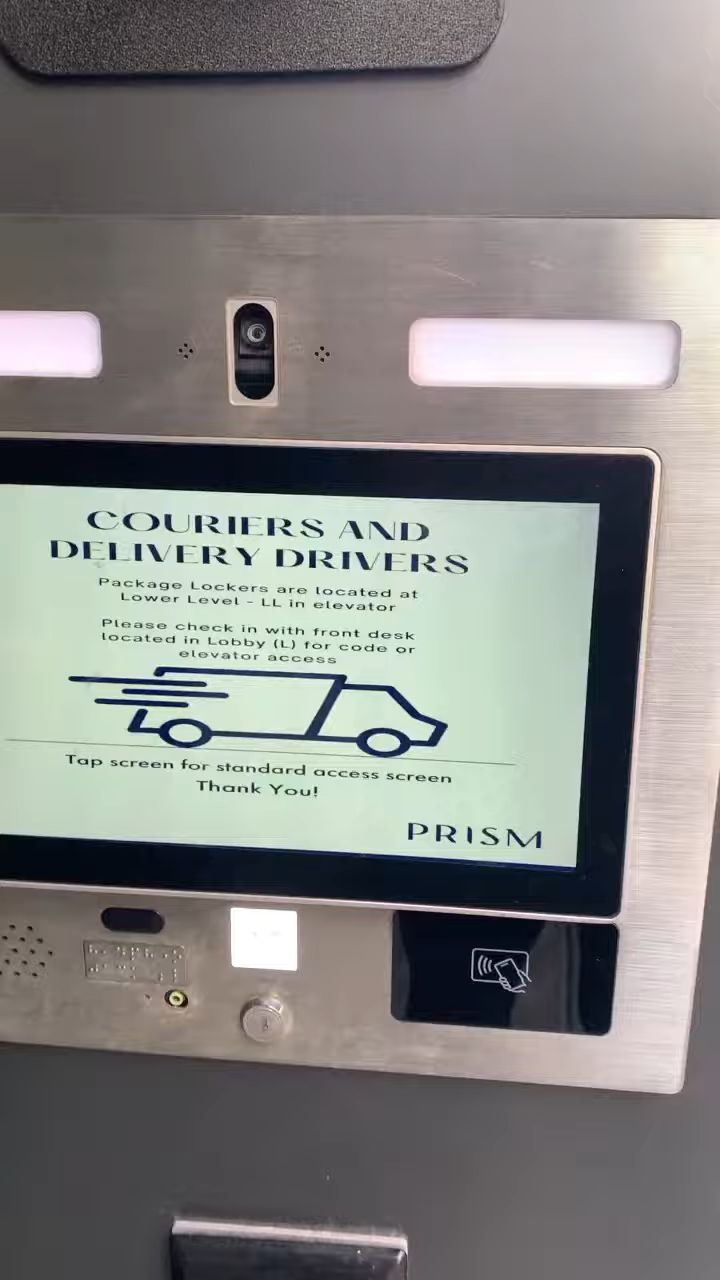 COURIERS AND
DELIVERY DRIVERS
Package Lockers are located at
Lower Level - LL in elevator
Please check in with front desk
located in Lobby (L) for code or
elevator access
Tap screen for standard access screen
Thank You!
PRISM